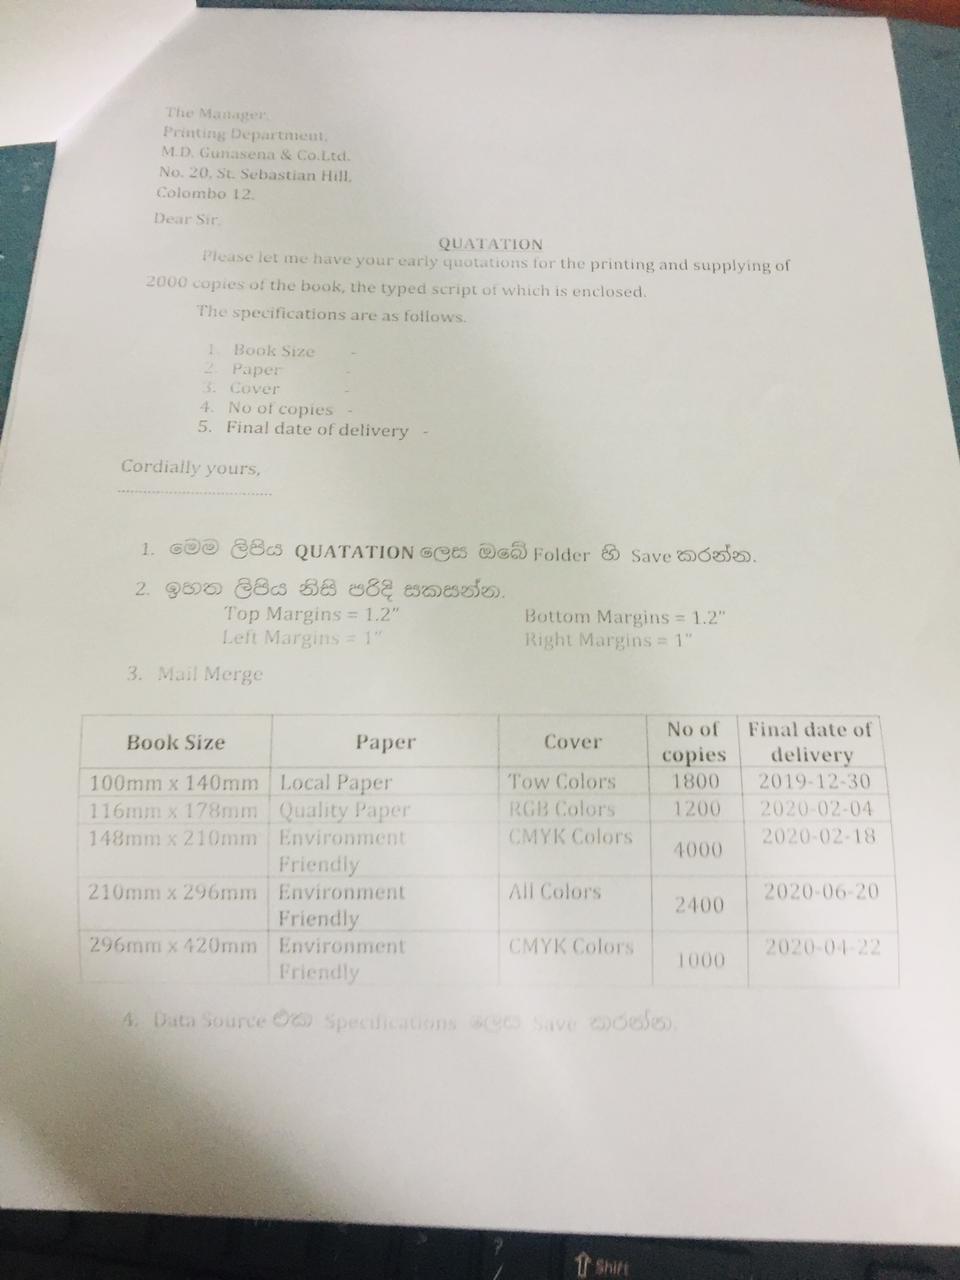 The Manager,
Printing Department,
M.D. Gunasena & Co.Ltd.
No. 20, St. Sebastian Hill,
Colombo 12.
Dear Sir,
QUATATION
Please let me have your early quotations for the printing and supplying of
2000 copies of the book, the typed script of which is enclosed.
The specifications are as follows.
1. Book Size -
2. Paper -
3. Cover -
4. No of copies -
5. Final date of delivery -
Cordially yours,
................................
1. මෙම ලිපිය QUATATION ලෙස ඔබේ Folder හි Save කරන්න.
2. ඉහත ලිපිය නිසි පරිදි සකසන්න.
Top Margins = 1.2" Bottom Margins = 1.2"
Left Margins = 1" Right Margins = 1"
3. Mail Merge
Book Size Paper Cover No of copies Final date of delivery
100mm x 140mm Local Paper Tow Colors 1800 2019-12-30
116mm x 178mm Quality Paper RGB Colors 1200 2020-02-04
148mm x 210mm Environment Friendly CMYK Colors 4000 2020-02-18
210mm x 296mm Environment Friendly All Colors 2400 2020-06-20
296mm x 420mm Environment Friendly CMYK Colors 1000 2020-04-22
4. Data Source එක Specifications ලෙස Save කරන්න.
?
/
Shift